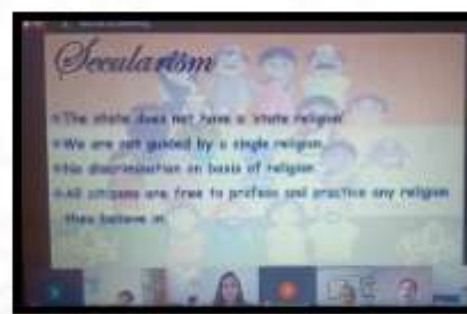 Secularism
The state does not have a 'state religion'
We are not guided by a single religion.
No discrimination on basis of religion.
All citizens are free to profess and practice any religion
they believe in.